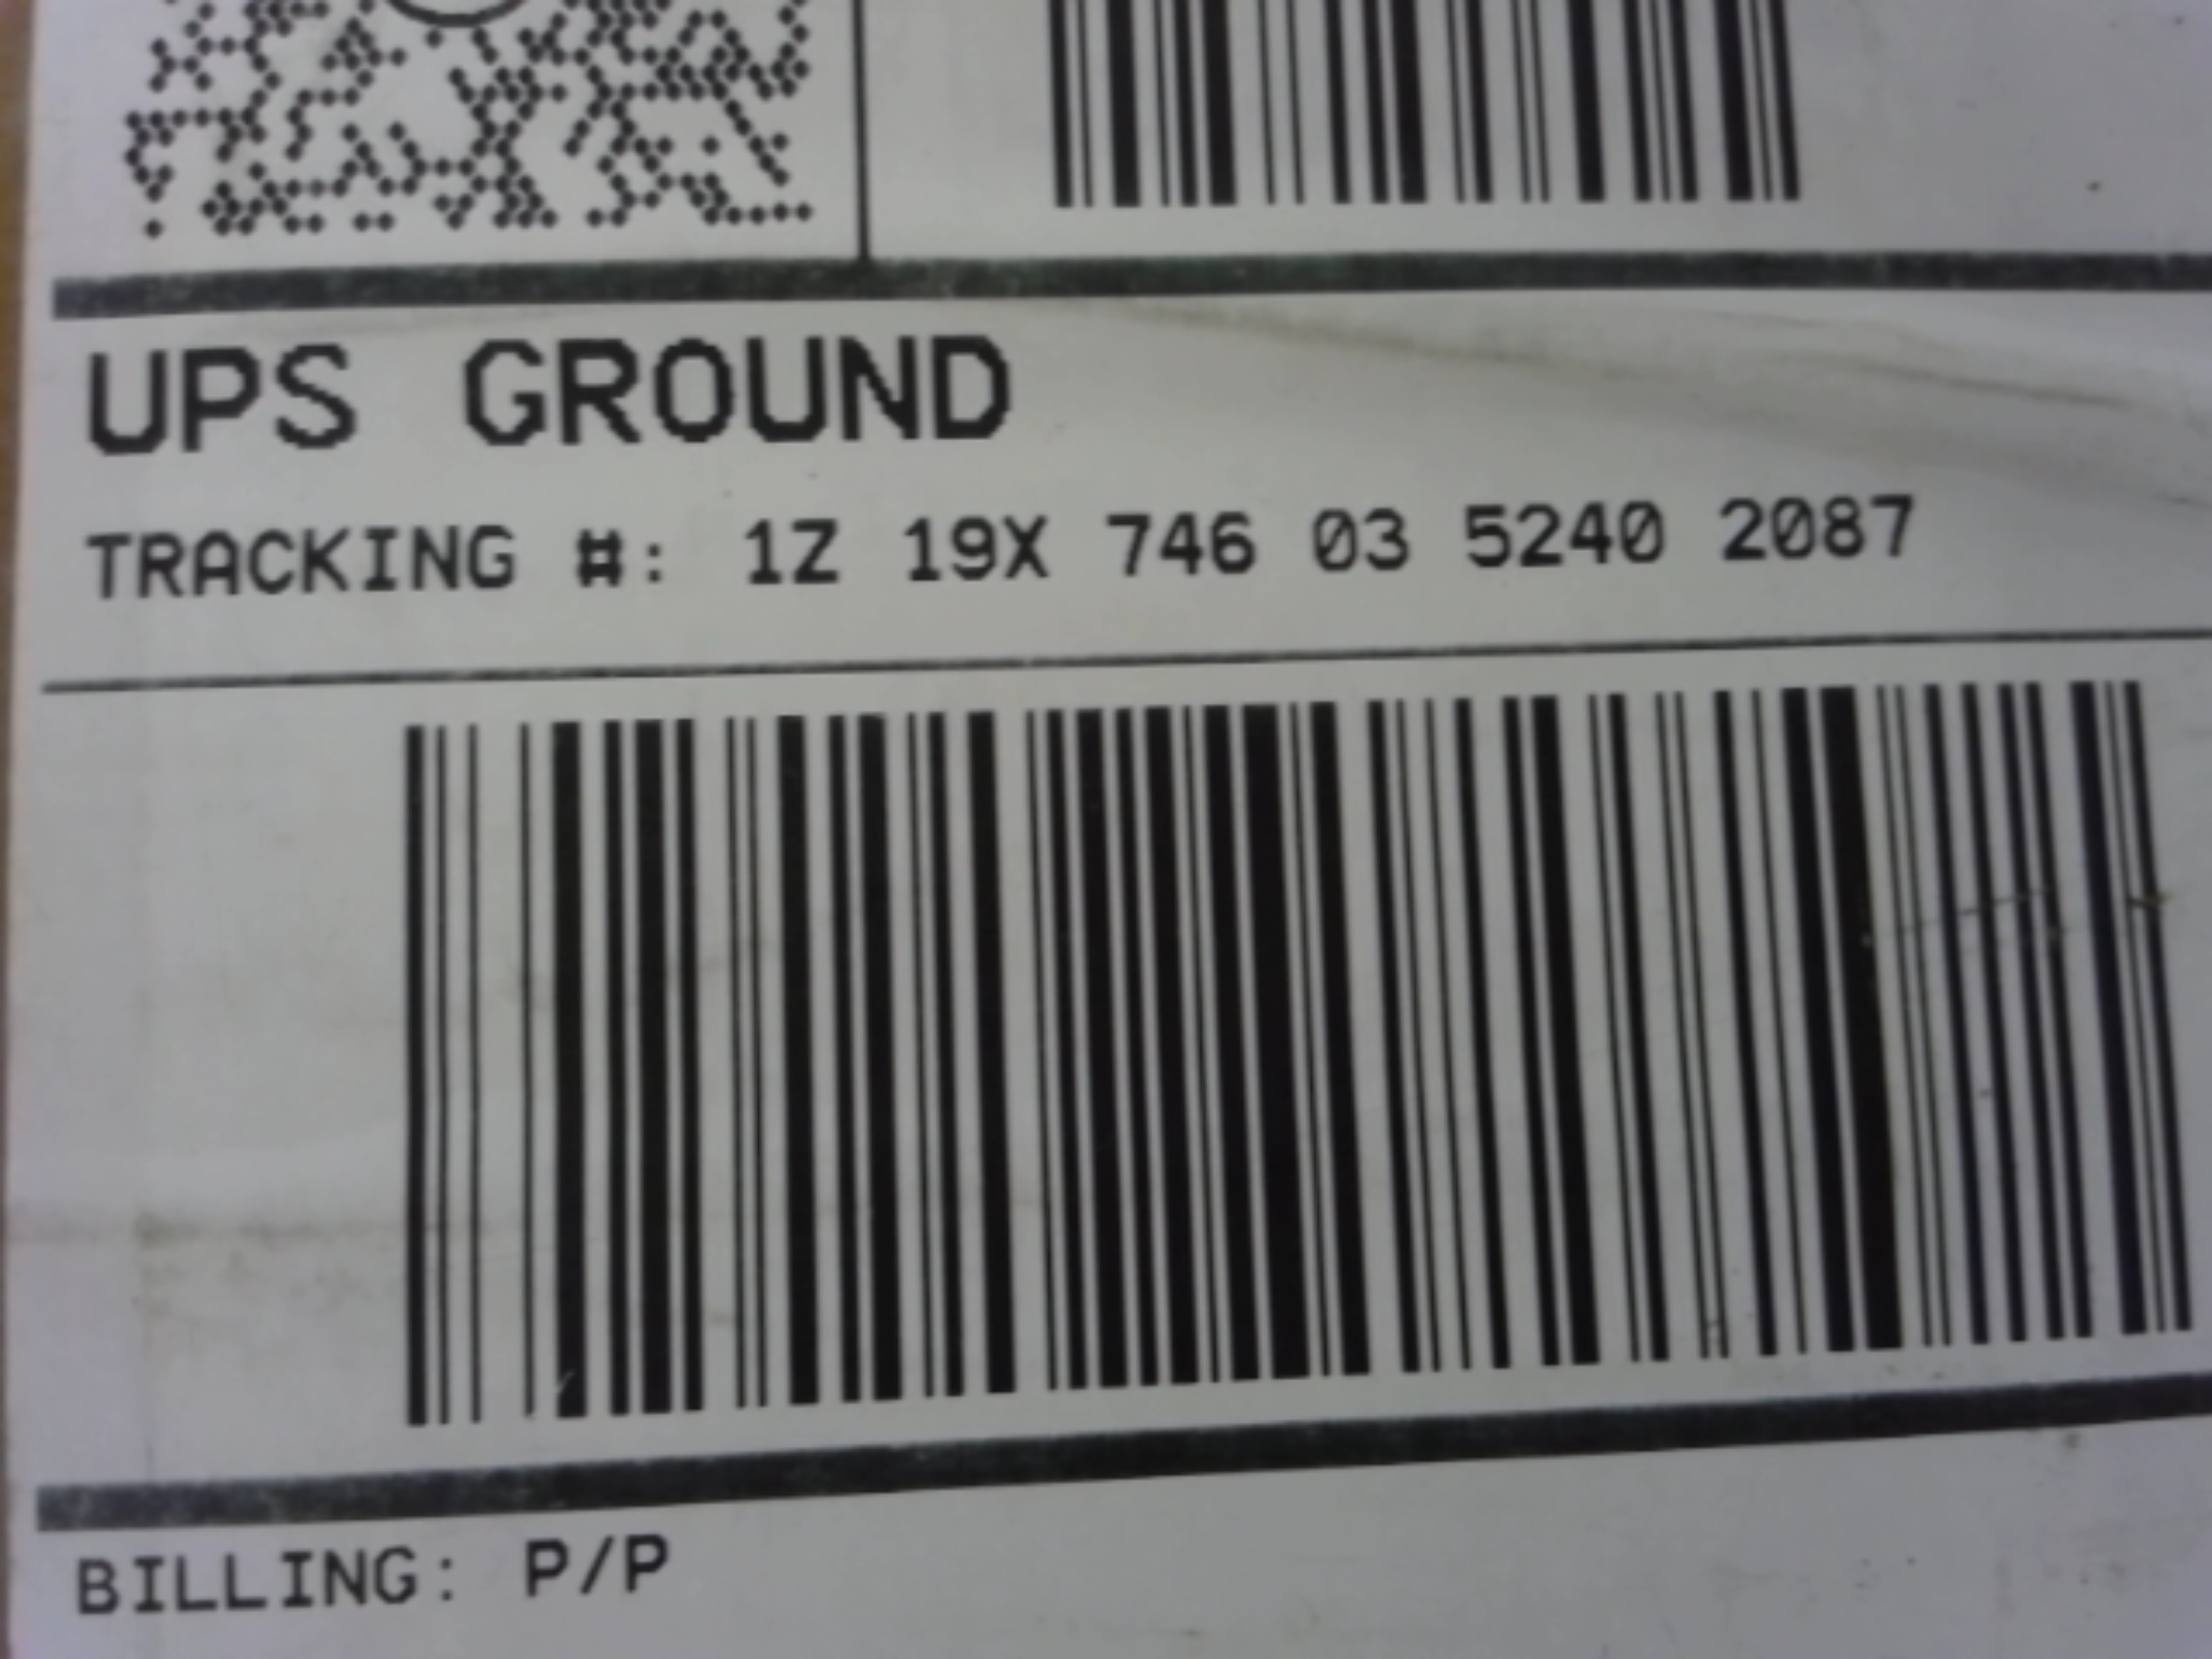 UPS GROUND
TRACKING #: 1Z 19X 746 03 5240 2087
BILLING: P/P